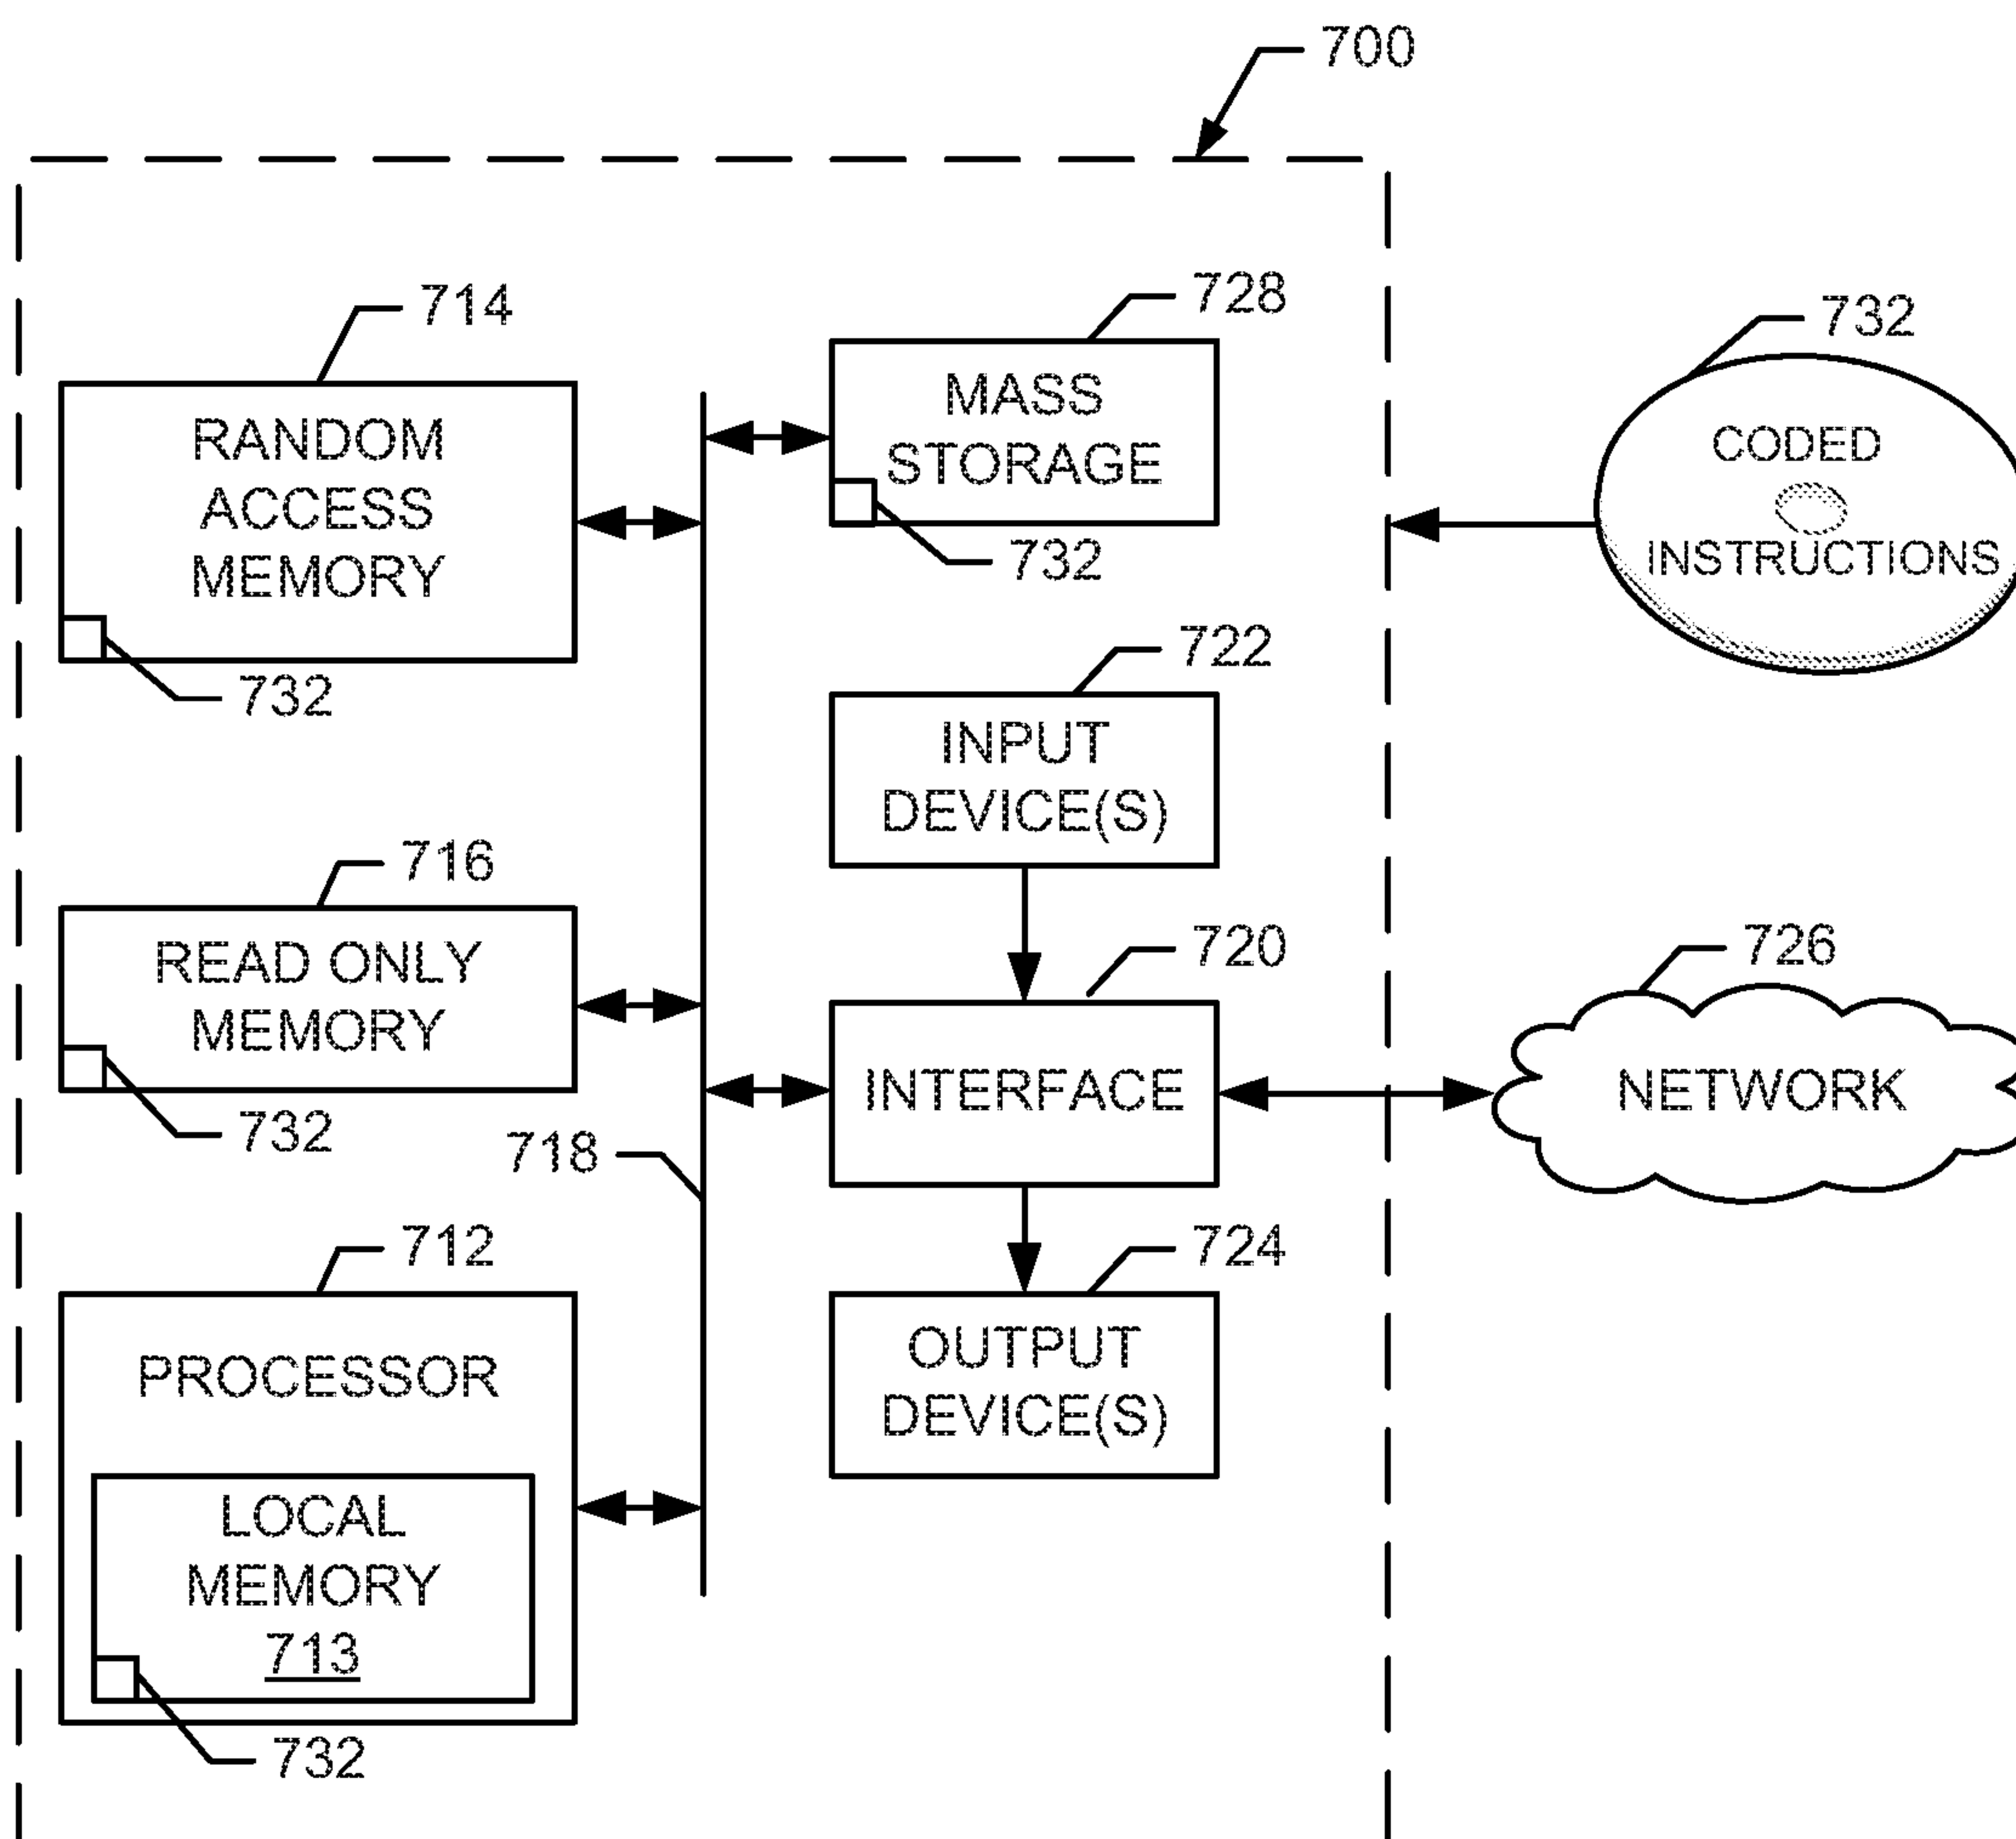 700
714
RANDOM
ACCESS
MEMORY
732
728
MASS
STORAGE
732
732
CODED
INSTRUCTIONS
722
INPUT
DEVICE(S)
716
READ ONLY
MEMORY
732
720
INTERFACE
726
NETWORK
718
712
PROCESSOR
LOCAL
MEMORY
713
732
724
OUTPUT
DEVICE(S)